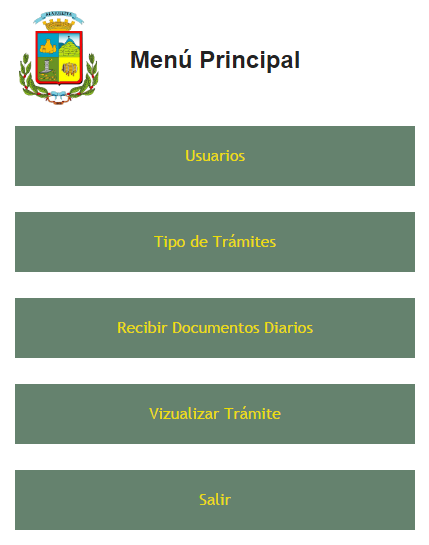 Menú Principal
Usuarios
Tipo de Trámites
Recibir Documentos Diarios
Vizualizar Trámite
Salir